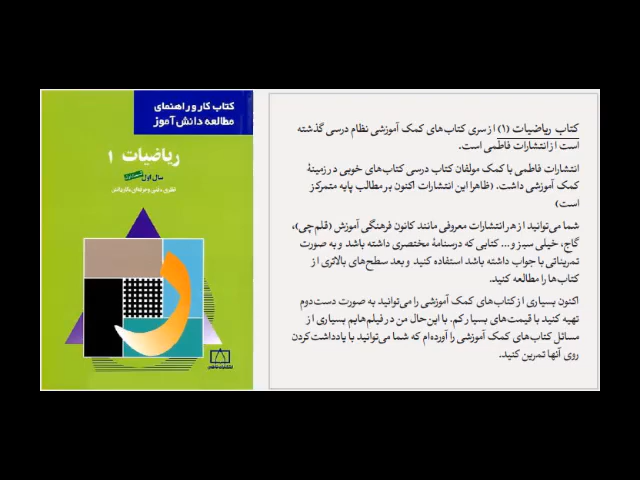 کتاب کار و راهنمای
مطالعه دانش‌آموز
ریاضیات ۱
سال اول
انتشارات فاطمی
کتاب ریاضیات (۱) از سری کتاب‌های کمک آموزشی نظام درسی گذشته
است از انتشارات فاطمی است.
انتشارات فاطمی با کمک مولفان کتاب درسی کتاب‌های خوبی در زمینهٔ
کمک آموزشی داشت. (ظاهرا این انتشارات اکنون بر مطالب پایه متمرکز
است)
شما می‌توانید از هر انتشارات معروفی مانند کانون فرهنگی آموزش (قلم‌چی)،
گاج، خیلی سبز و... کتابی که درسنامهٔ مختصری داشته باشد و به صورت
تمریناتی با جواب داشته باشد استفاده کنید و بعد سطح‌های بالاتری از
کتاب‌ها را مطالعه کنید.
اکنون بسیاری از کتاب‌های کمک آموزشی را می‌توانید به صورت دست دوم
تهیه کنید با قیمت‌های بسیار کم. با این‌حال من در فیلم‌هایم بسیاری از
مسائل کتاب‌های کمک آموزشی را آورده‌ام که شما می‌توانید با یادداشت کردن
روی آنها تمرین کنید.